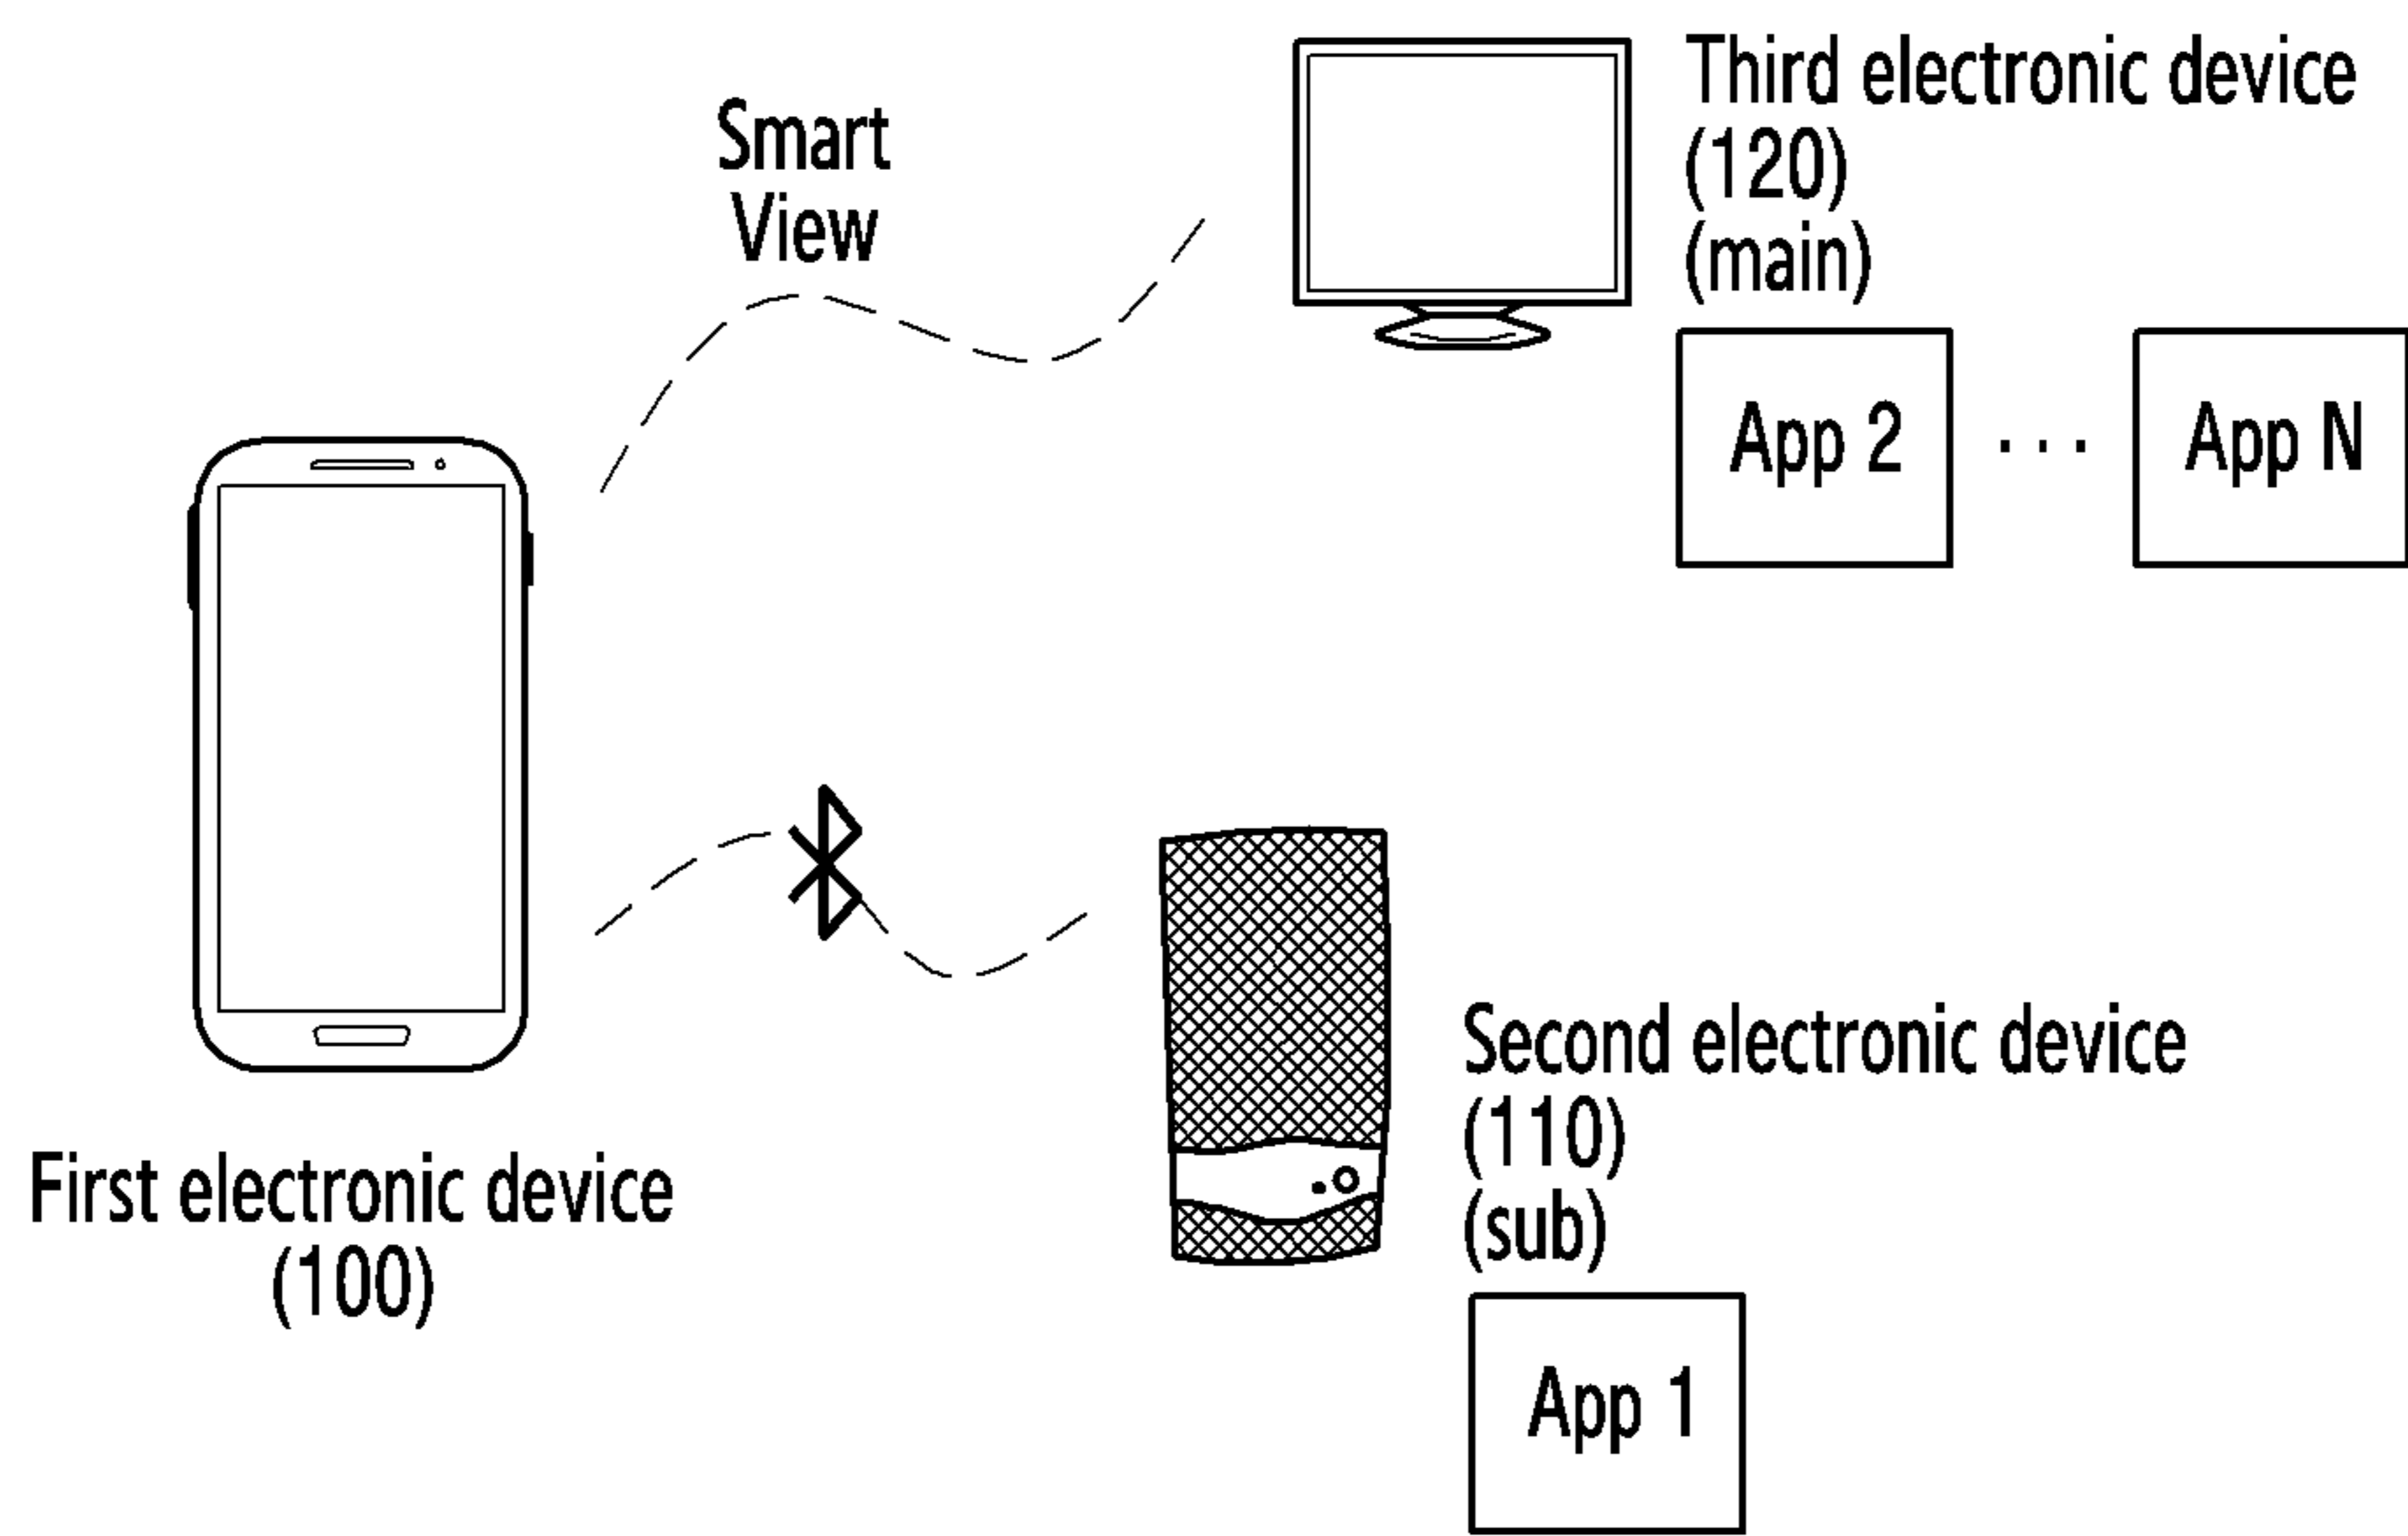 Smart
View
Third electronic device
(120)
(main)
App 2 ... App N
First electronic device
(100)
Second electronic device
(110)
(sub)
App 1